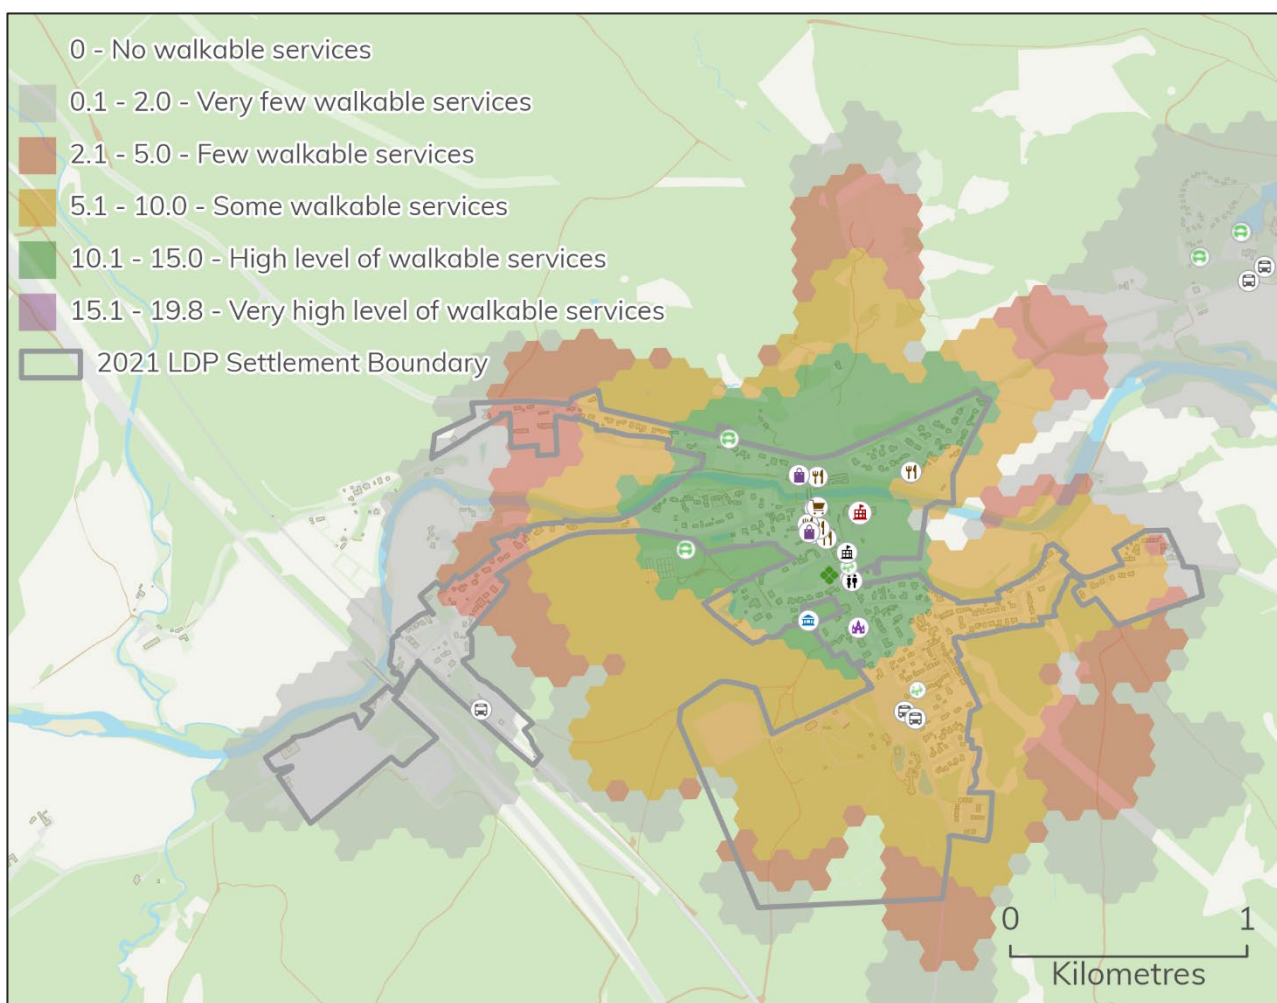 0 - No walkable services
0.1 - 2.0 - Very few walkable services
2.1 - 5.0 - Few walkable services
5.1 - 10.0 - Some walkable services
10.1 - 15.0 - High level of walkable services
15.1 - 19.8 - Very high level of walkable services
2021 LDP Settlement Boundary
0 1
Kilometres